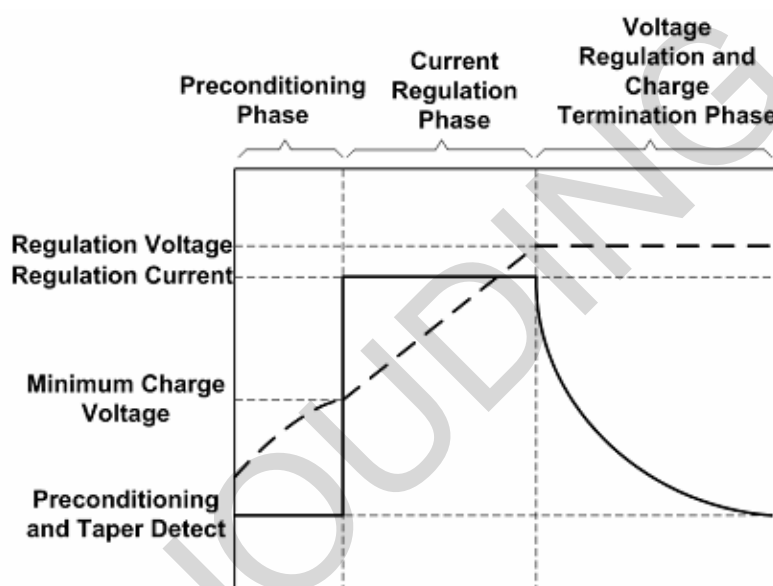 Preconditioning
Phase
Current
Regulation
Phase
Voltage
Regulation and
Charge
Termination Phase
Regulation Voltage
Regulation Current
Minimum Charge
Voltage
Preconditioning
and Taper Detect